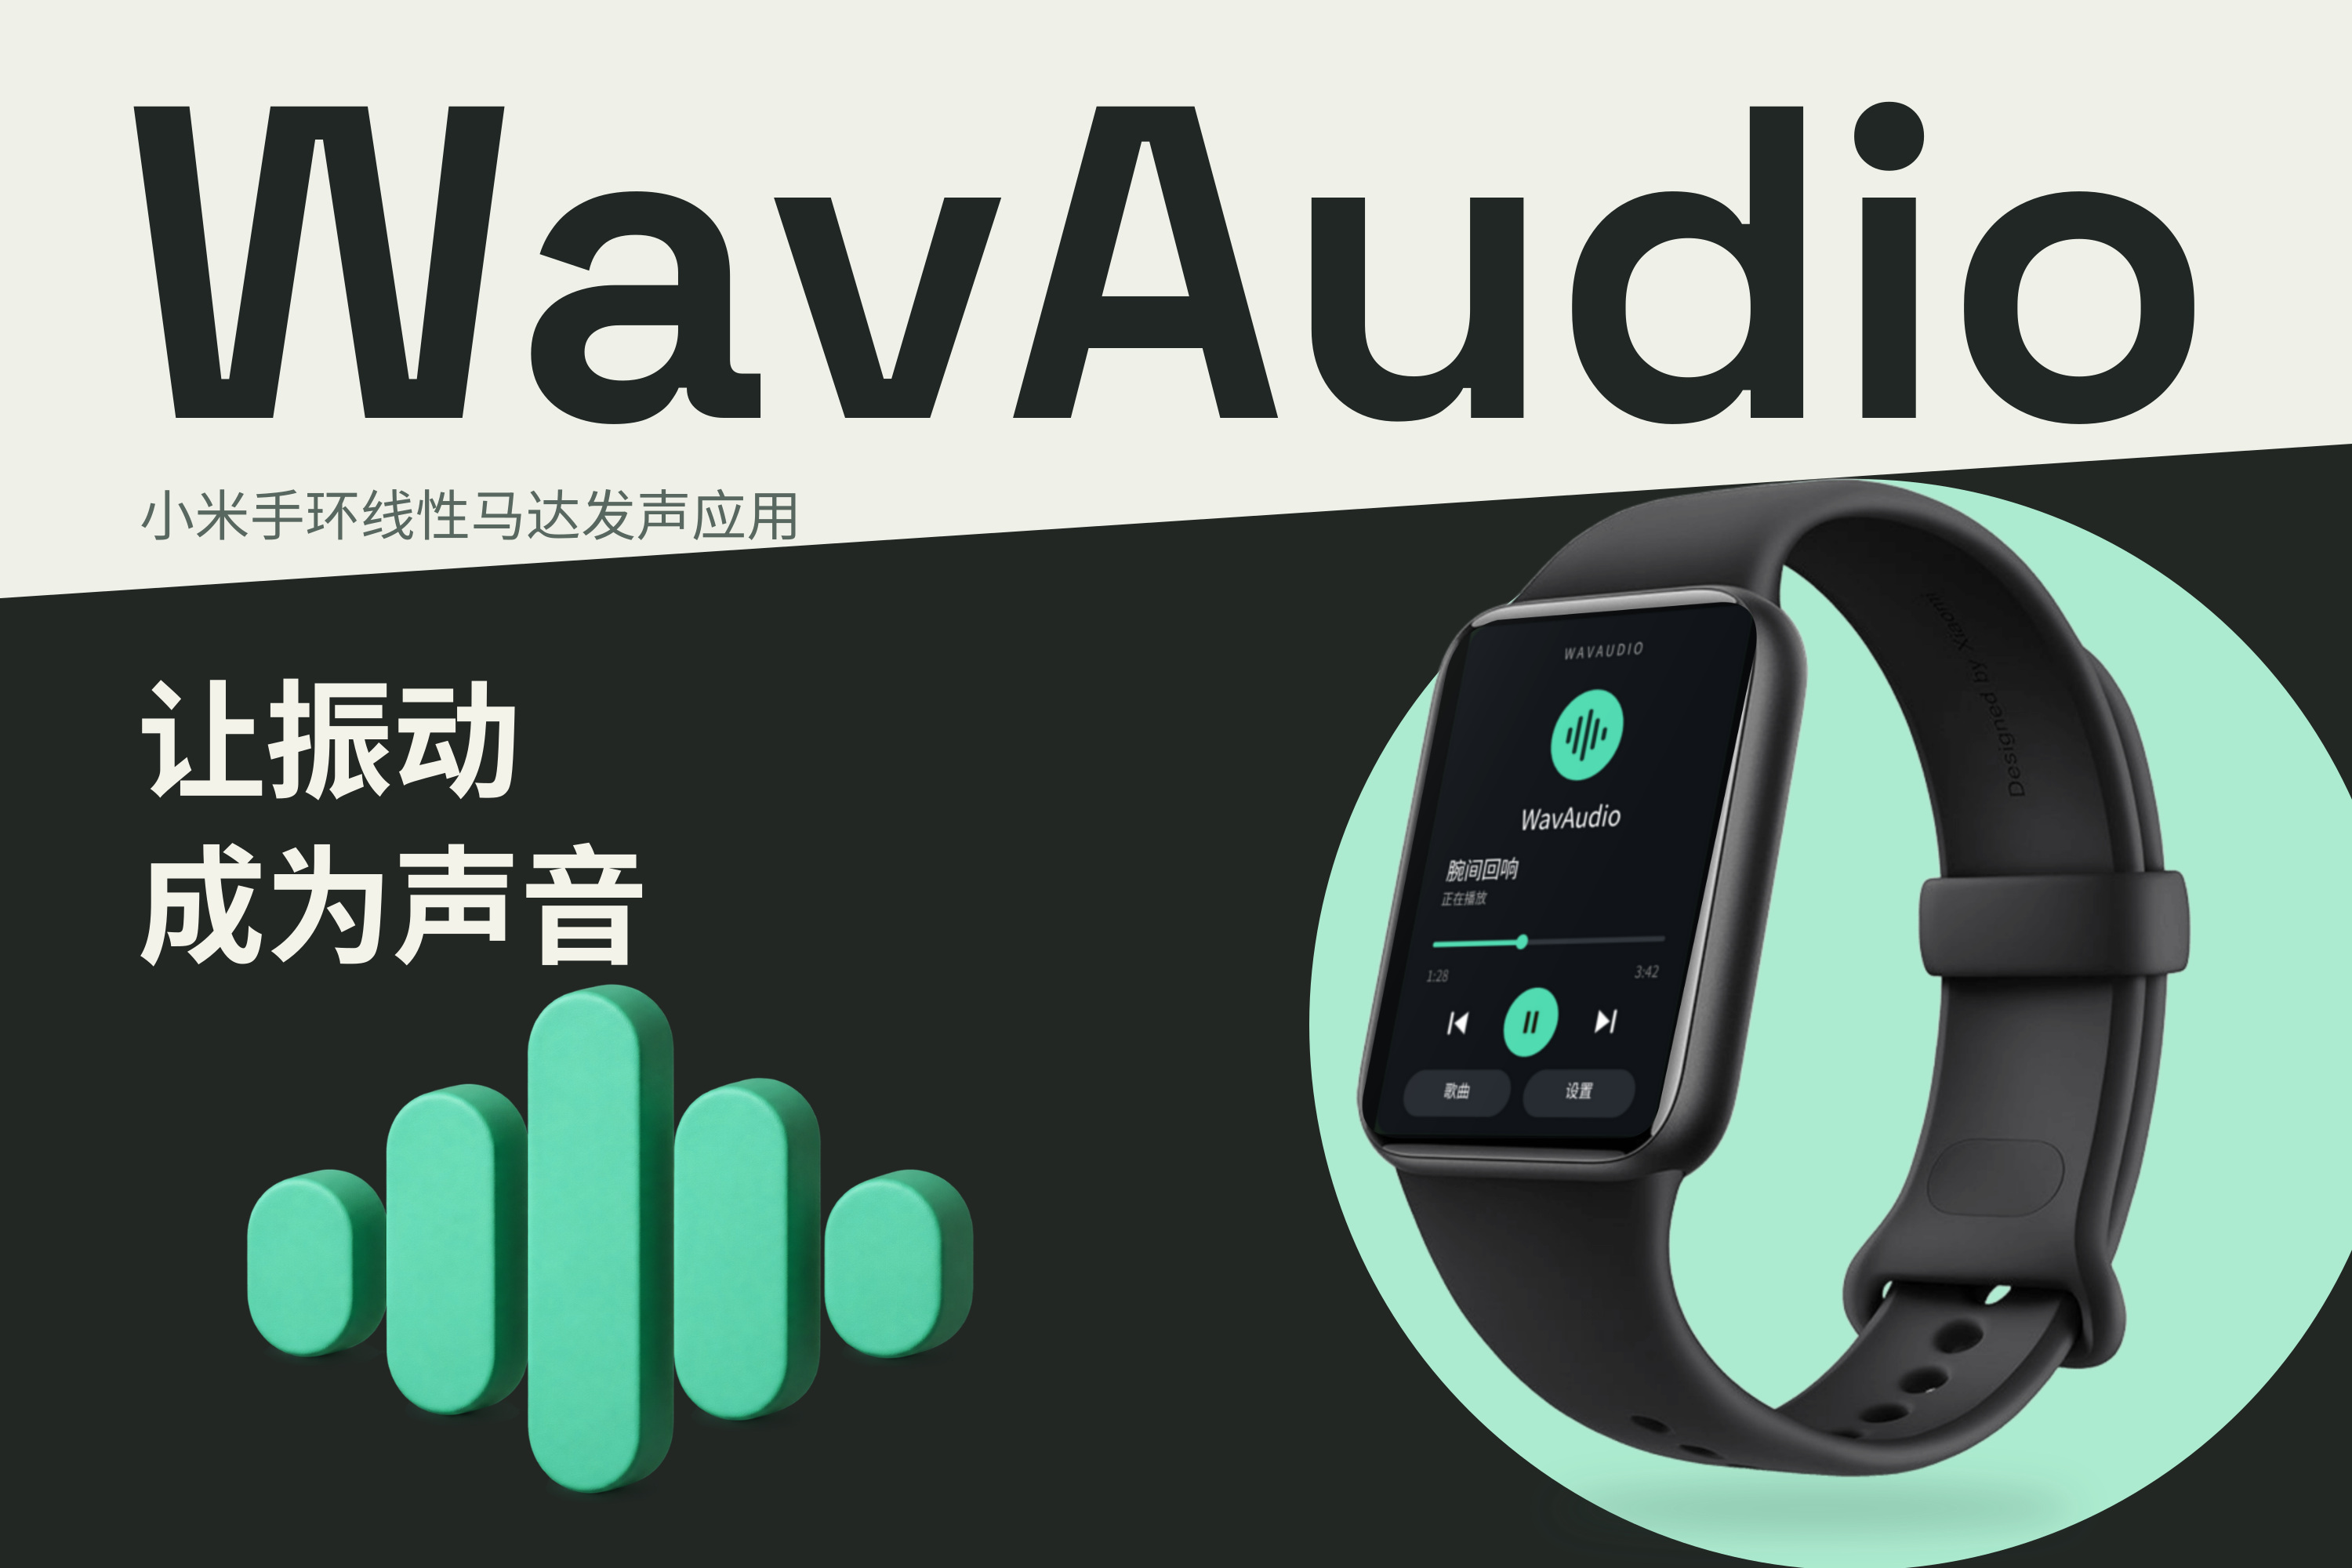 WavAudio
小米手环线性马达发声应用
让振动
成为声音
WAVAUDIO
WavAudio
腕间回响
正在播放
1:28 3:42
歌曲 设置
Designed by Xiaomi